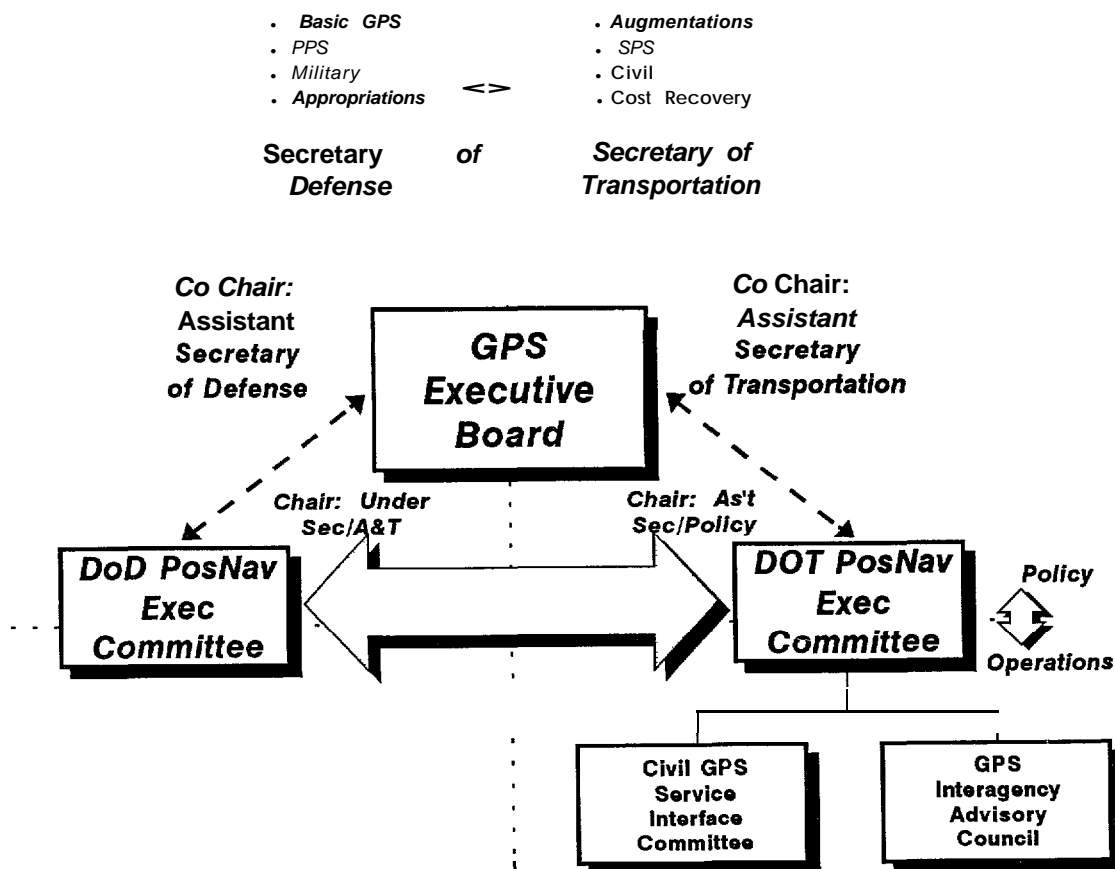 • Basic GPS
• PPS
• Military
• Appropriations
<>
• Augmentations
• SPS
• Civil
• Cost Recovery
Secretary of
Defense
Secretary of
Transportation
Co Chair:
Assistant
Secretary
of Defense
GPS
Executive
Board
Co Chair:
Assistant
Secretary
of Transportation
Chair: Under
Sec/A&T
Chair: As't
Sec/Policy
DoD PosNav
Exec
Committee
DOT PosNav
Exec
Committee
Policy
Operations
Civil GPS
Service
Interface
Committee
GPS
Interagency
Advisory
Council